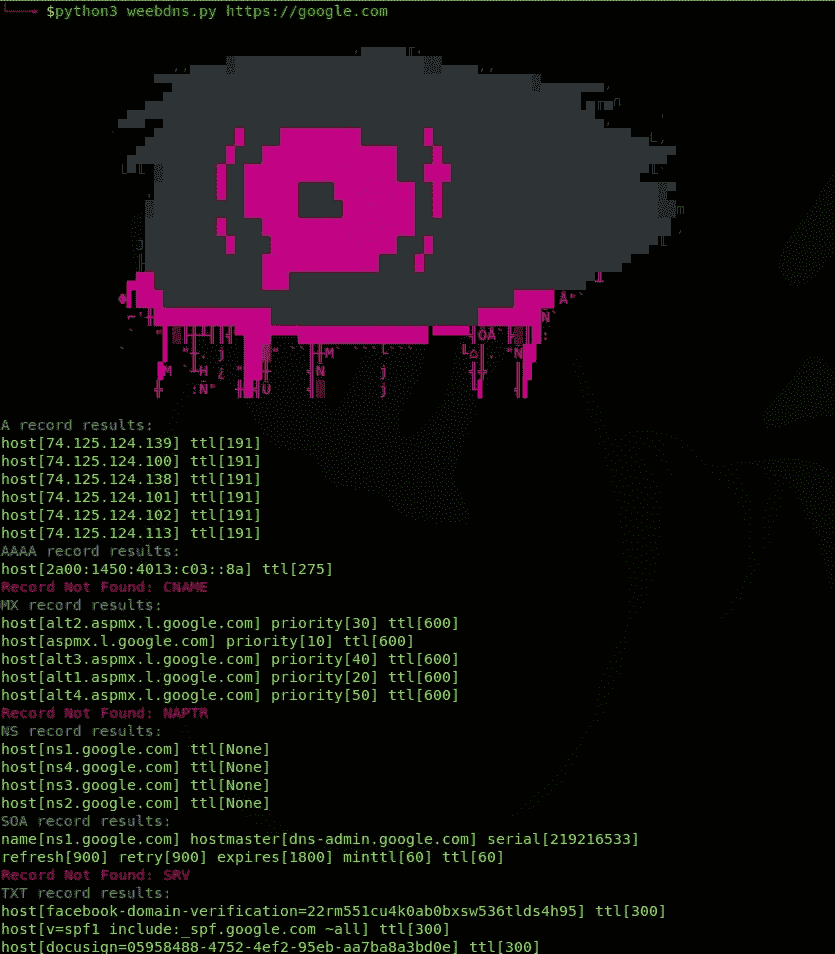 $python3 weebdns.py https://google.com
A record results:
host[74.125.124.139] ttl[191]
host[74.125.124.100] ttl[191]
host[74.125.124.138] ttl[191]
host[74.125.124.101] ttl[191]
host[74.125.124.102] ttl[191]
host[74.125.124.113] ttl[191]
AAAA record results:
host[2a00:1450:4013:c03::8a] ttl[275]
Record Not Found: CNAME
MX record results:
host[alt2.aspmx.l.google.com] priority[30] ttl[600]
host[aspmx.l.google.com] priority[10] ttl[600]
host[alt3.aspmx.l.google.com] priority[40] ttl[600]
host[alt1.aspmx.l.google.com] priority[20] ttl[600]
host[alt4.aspmx.l.google.com] priority[50] ttl[600]
Record Not Found: NAPTR
NS record results:
host[ns1.google.com] ttl[None]
host[ns4.google.com] ttl[None]
host[ns3.google.com] ttl[None]
host[ns2.google.com] ttl[None]
SOA record results:
name[ns1.google.com] hostmaster[dns-admin.google.com] serial[219216533]
refresh[900] retry[900] expires[1800] minttl[60] ttl[60]
Record Not Found: SRV
TXT record results:
host[facebook-domain-verification=22rm551cu4k0ab0bxsw536tlds4h95] ttl[300]
host[v=spf1 include:_spf.google.com ~all] ttl[300]
host[docusign=05958488-4752-4ef2-95eb-aa7ba8a3bd0e] ttl[300]